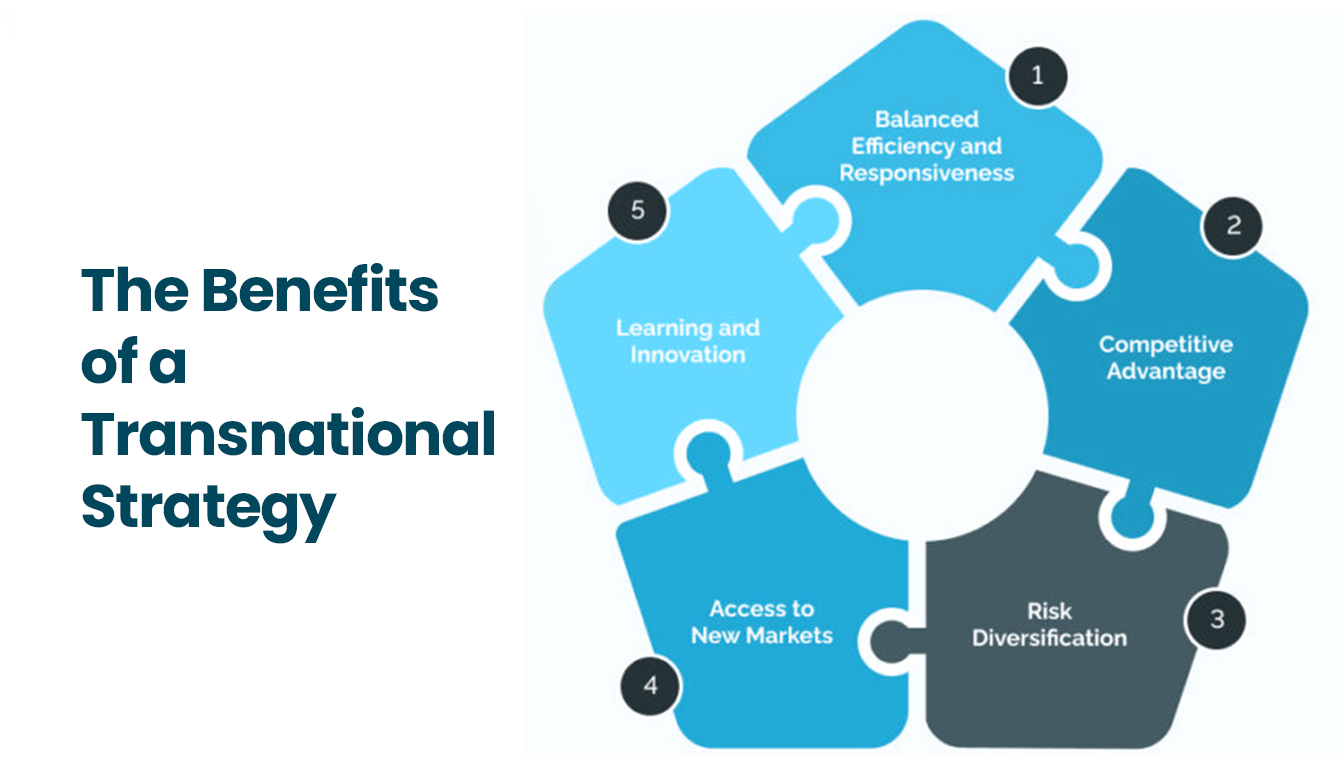 The Benefits
of a
Transnational
Strategy
1
Balanced
Efficiency and
Responsiveness
2
Competitive
Advantage
3
Risk
Diversification
4
Access to
New Markets
5
Learning and
Innovation